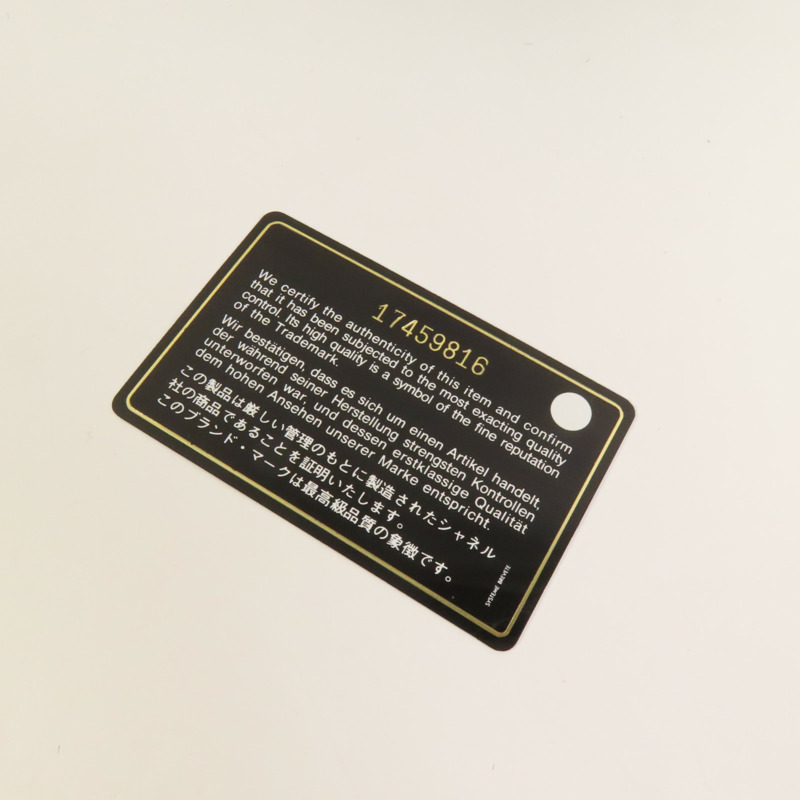 17459816
We certify the authenticity of this item and confirm
that it has been subjected to the most exacting quality
control. Its high quality is a symbol of the fine reputation
of the Trademark.
Wir bestätigen, dass es sich um einen Artikel handelt,
der während seiner Herstellung strengsten Kontrollen
unterworfen war, und dessen erstklassige Qualität
dem hohen Ansehen unserer Marke entspricht.
この製品は厳しい管理のもとに製造されたシャネル
社の商品であることを証明いたします。
このブランド・マークは最高級品質の象徴です。
SYSTEME BREVETE